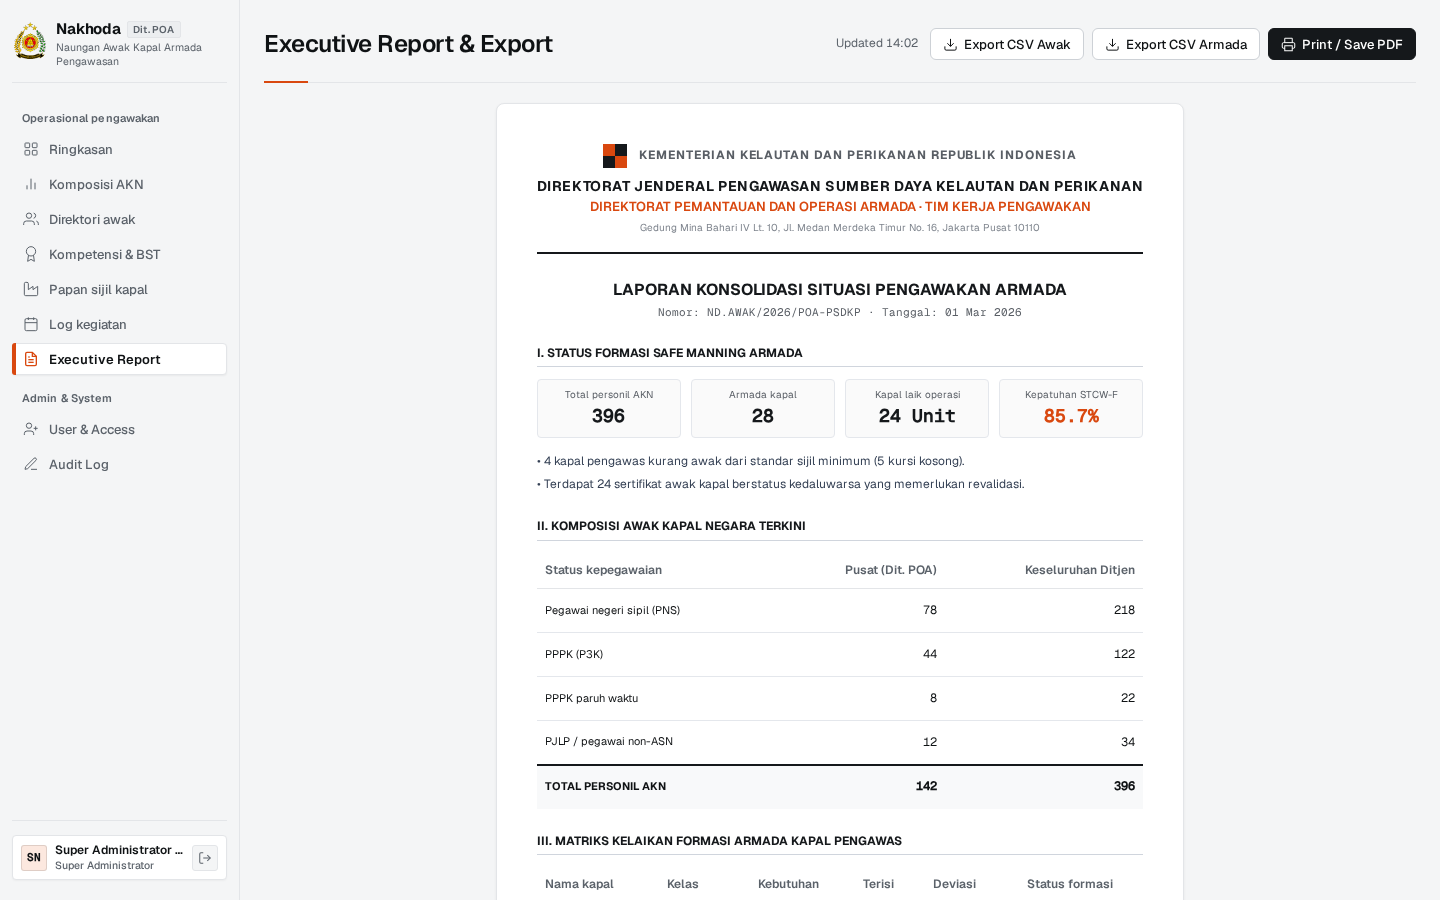 Nakhoda Dit. POA
Naungan Awak Kapal Armada
Pengawasan
Operasional pengawakan
Ringkasan
Komposisi AKN
Direktori awak
Kompetensi & BST
Papan sijil kapal
Log kegiatan
Executive Report
Admin & System
User & Access
Audit Log
SN
Super Administrator ...
Super Administrator
Executive Report & Export
Updated 14:02
Export CSV Awak
Export CSV Armada
Print / Save PDF
KEMENTERIAN KELAUTAN DAN PERIKANAN REPUBLIK INDONESIA
DIREKTORAT JENDERAL PENGAWASAN SUMBER DAYA KELAUTAN DAN PERIKANAN
DIREKTORAT PEMANTAUAN DAN OPERASI ARMADA · TIM KERJA PENGAWAKAN
Gedung Mina Bahari IV Lt. 10, Jl. Medan Merdeka Timur No. 16, Jakarta Pusat 10110
LAPORAN KONSOLIDASI SITUASI PENGAWAKAN ARMADA
Nomor: ND.AWAK/2026/POA-PSDKP · Tanggal: 01 Mar 2026
I. STATUS FORMASI SAFE MANNING ARMADA
Total personil AKN
396
Armada kapal
28
Kapal laik operasi
24 Unit
Kepatuhan STCW-F
85.7%
• 4 kapal pengawas kurang awak dari standar sijil minimum (5 kursi kosong).
• Terdapat 24 sertifikat awak kapal berstatus kedaluwarsa yang memerlukan revalidasi.
II. KOMPOSISI AWAK KAPAL NEGARA TERKINI
Status kepegawaian Pusat (Dit. POA) Keseluruhan Ditjen
Pegawai negeri sipil (PNS) 78 218
PPPK (P3K) 44 122
PPPK paruh waktu 8 22
PJLP / pegawai non-ASN 12 34
TOTAL PERSONIL AKN 142 396
III. MATRIKS KELAIKAN FORMASI ARMADA KAPAL PENGAWAS
Nama kapal Kelas Kebutuhan Terisi Deviasi Status formasi